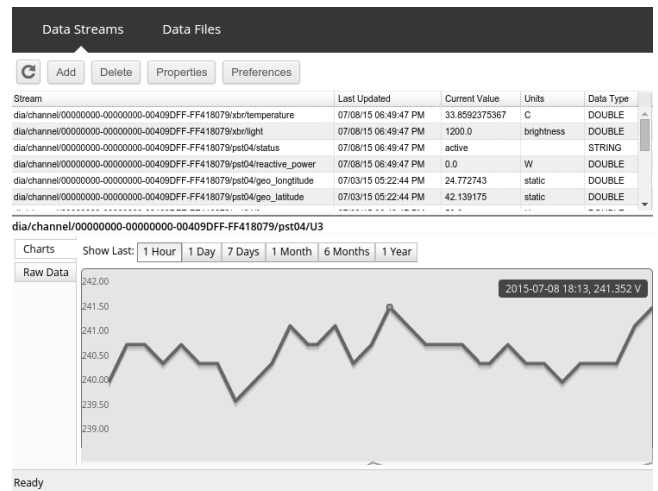 Data Streams Data Files
Add Delete Properties Preferences
Stream Last Updated Current Value Units Data Type
dia/channel/00000000-00000000-00409DFF-FF418079/xbr/temperature 07/08/15 06:49:47 PM 33.8592375367 C DOUBLE
dia/channel/00000000-00000000-00409DFF-FF418079/xbr/light 07/08/15 06:49:47 PM 1200.0 brightness DOUBLE
dia/channel/00000000-00000000-00409DFF-FF418079/pst04/status 07/08/15 06:49:47 PM active STRING
dia/channel/00000000-00000000-00409DFF-FF418079/pst04/reactive_power 07/08/15 06:49:47 PM 0.0 W DOUBLE
dia/channel/00000000-00000000-00409DFF-FF418079/pst04/geo_longtitude 07/03/15 05:22:44 PM 24.772743 static DOUBLE
dia/channel/00000000-00000000-00409DFF-FF418079/pst04/geo_latitude 07/03/15 05:22:44 PM 42.139175 static DOUBLE
dia/channel/00000000-00000000-00409DFF-FF418079/pst04/U3
Charts Show Last: 1 Hour 1 Day 7 Days 1 Month 6 Months 1 Year
Raw Data
242.00
2015-07-08 18:13, 241.352 V
241.50
241.00
240.50
240.00
239.50
239.00
Ready